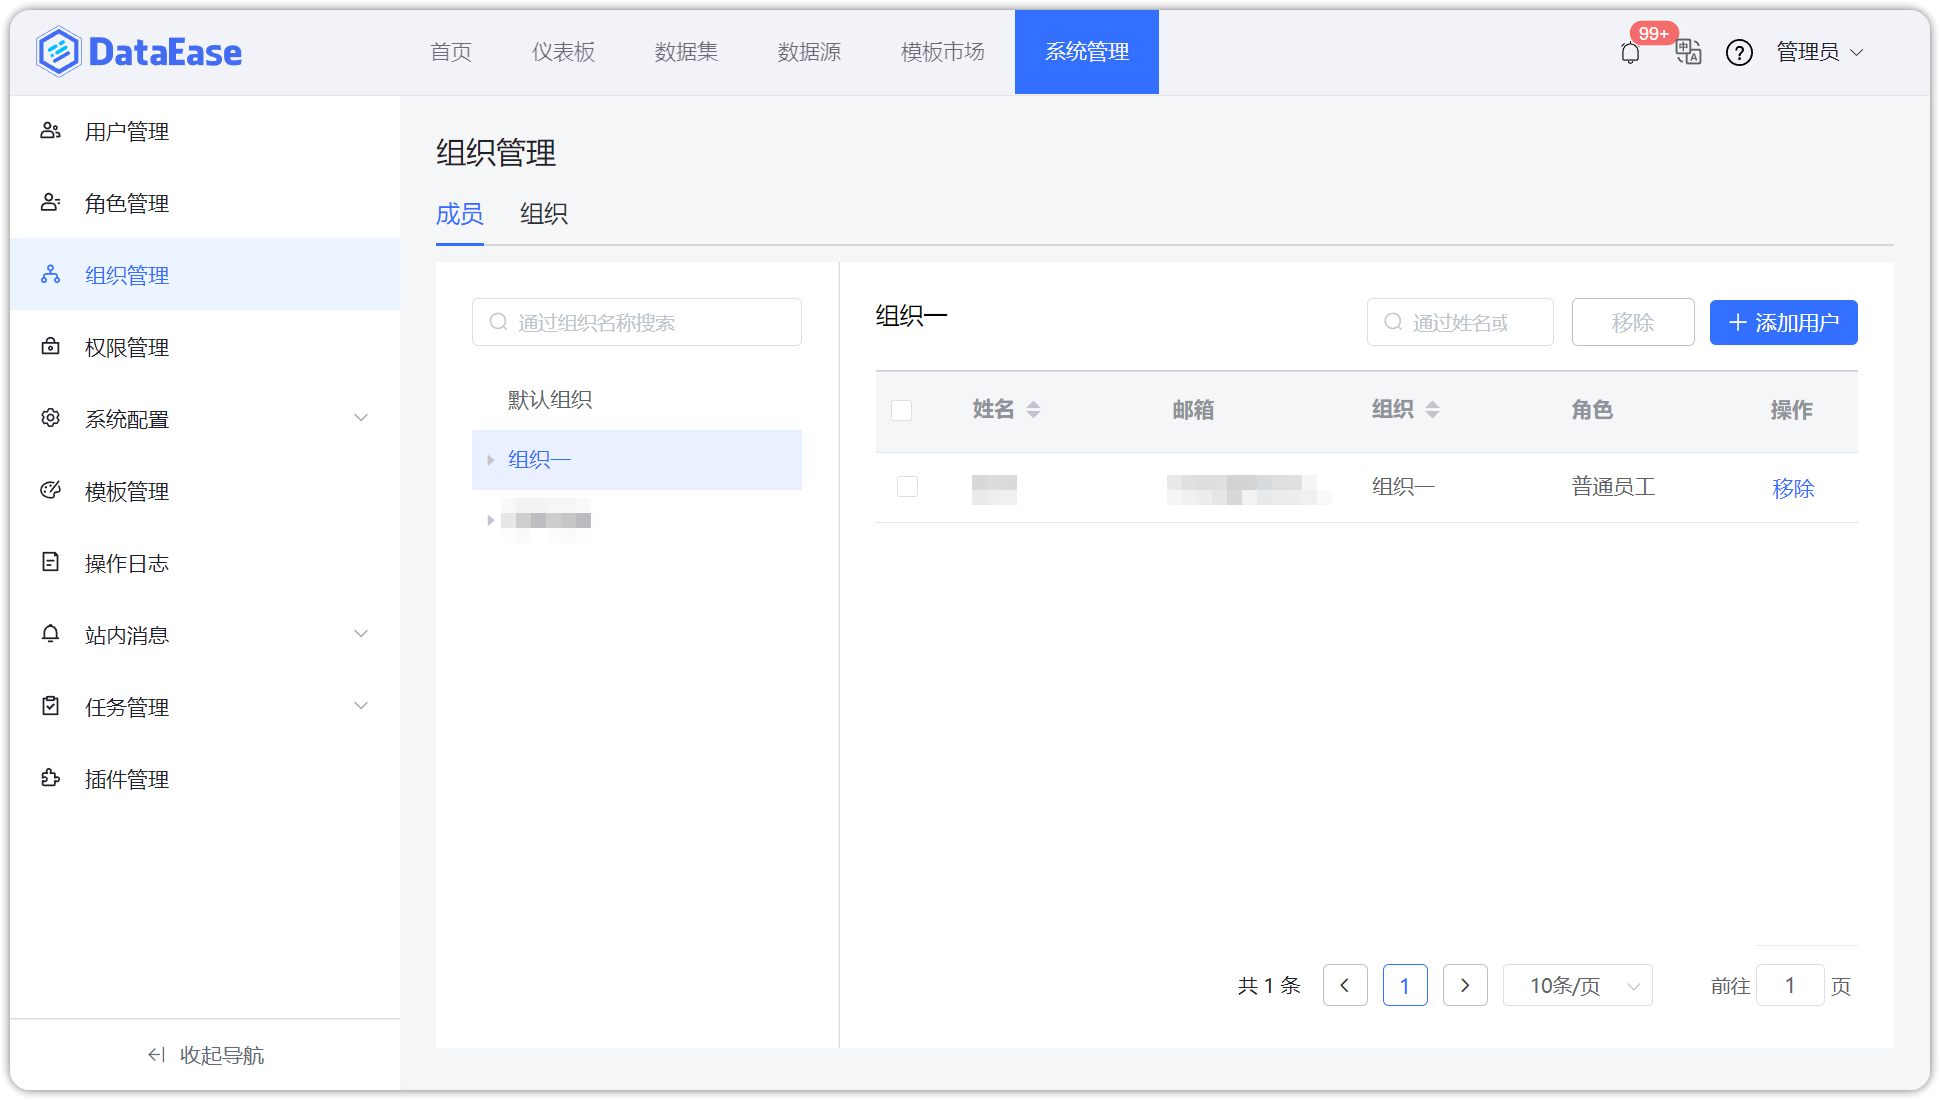 DataEase
首页 仪表板 数据集 数据源 模板市场 系统管理
99+
中 A
?
管理员
用户管理
角色管理
组织管理
权限管理
系统配置
模板管理
操作日志
站内消息
任务管理
插件管理
收起导航
组织管理
成员 组织
通过组织名称搜索
默认组织
组织一
组织一
通过姓名或
移除
添加用户
姓名 邮箱 组织 角色 操作
组织一 普通员工 移除
共 1 条
1
10条/页
前往 1 页